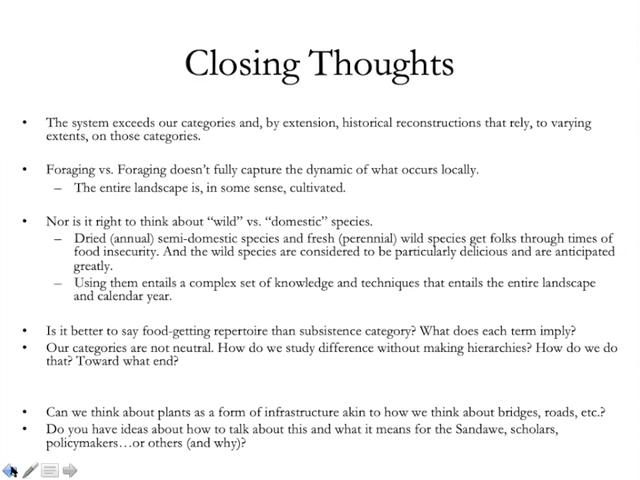 Closing Thoughts
• The system exceeds our categories and, by extension, historical reconstructions that rely, to varying
extents, on those categories.
• Foraging vs. Foraging doesn't fully capture the dynamic of what occurs locally.
– The entire landscape is, in some sense, cultivated.
• Nor is it right to think about “wild” vs. “domestic” species.
– Dried (annual) semi-domestic species and fresh (perennial) wild species get folks through times of
food insecurity. And the wild species are considered to be particularly delicious and are anticipated
greatly.
– Using them entails a complex set of knowledge and techniques that entails the entire landscape
and calendar year.
• Is it better to say food-getting repertoire than subsistence category? What does each term imply?
• Our categories are not neutral. How do we study difference without making hierarchies? How do we do
that? Toward what end?
• Can we think about plants as a form of infrastructure akin to how we think about bridges, roads, etc.?
• Do you have ideas about how to talk about this and what it means for the Sandawe, scholars,
policymakers…or others (and why)?